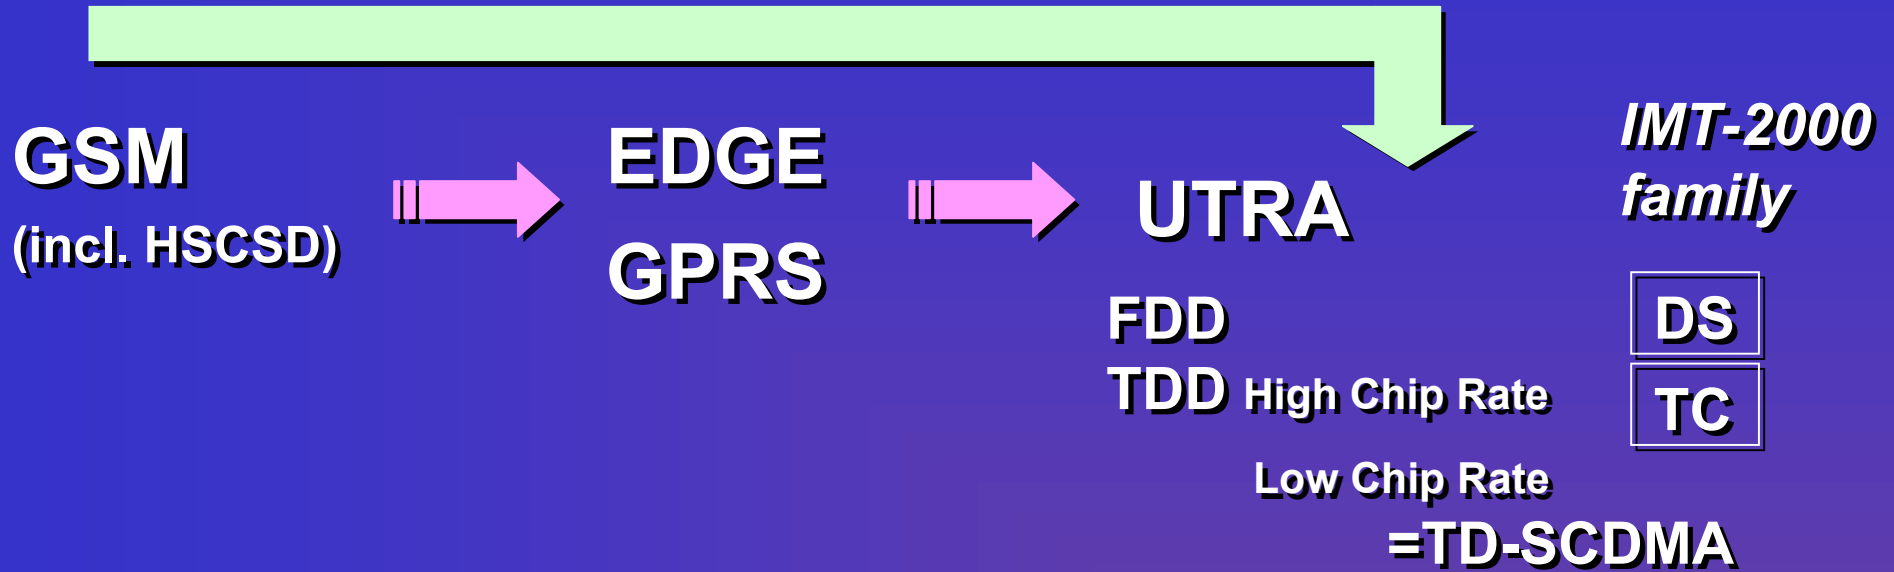 GSM
(incl. HSCSD)
EDGE
GPRS
UTRA
FDD
TDD High Chip Rate
Low Chip Rate
=TD-SCDMA
IMT-2000
family
DS
TC